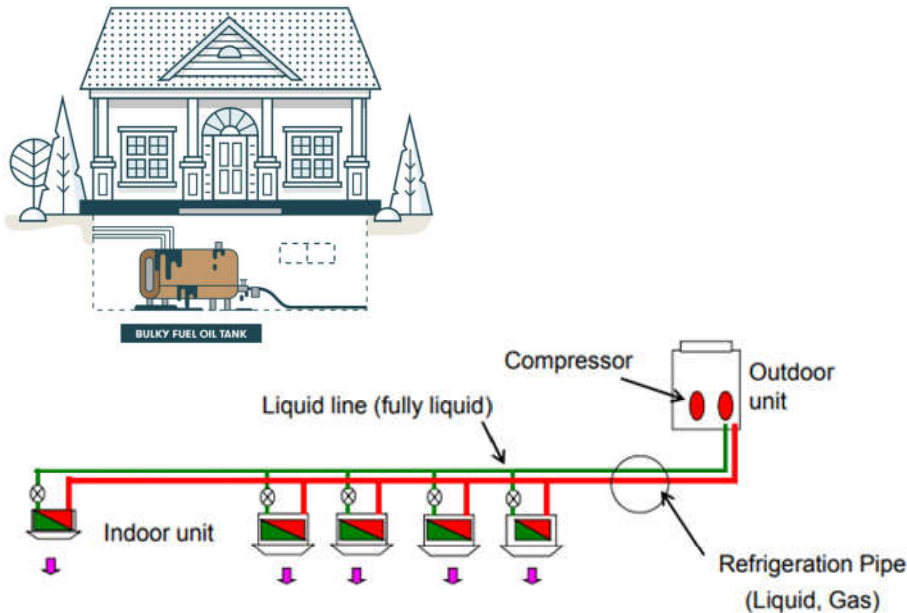 BULKY FUEL OIL TANK
Compressor
Outdoor
unit
Liquid line (fully liquid)
Indoor unit
Refrigeration Pipe
(Liquid, Gas)